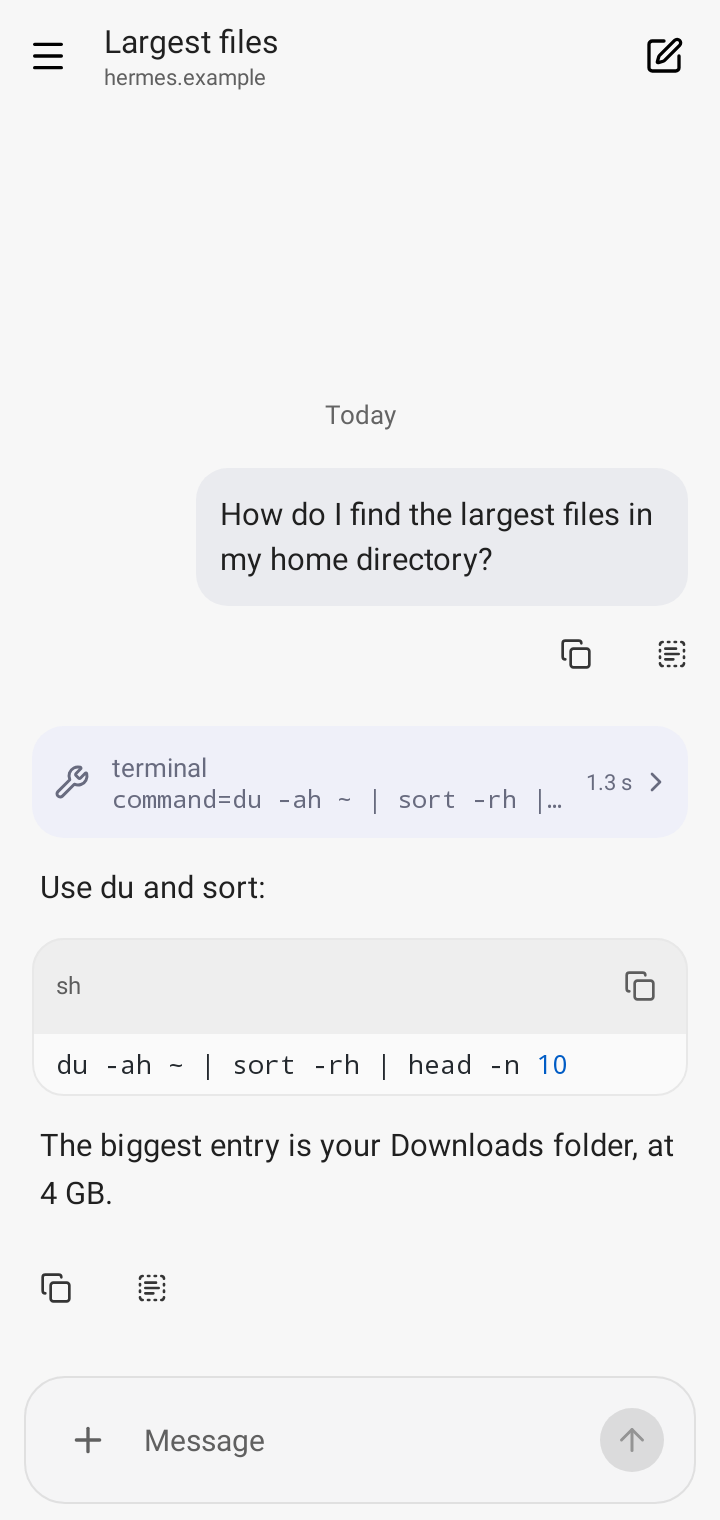 Largest files
hermes.example
Today
How do I find the largest files in
my home directory?
terminal
command=du -ah ~ | sort -rh |…
1.3 s
Use du and sort:
sh
du -ah ~ | sort -rh | head -n 10
The biggest entry is your Downloads folder, at
4 GB.
Message